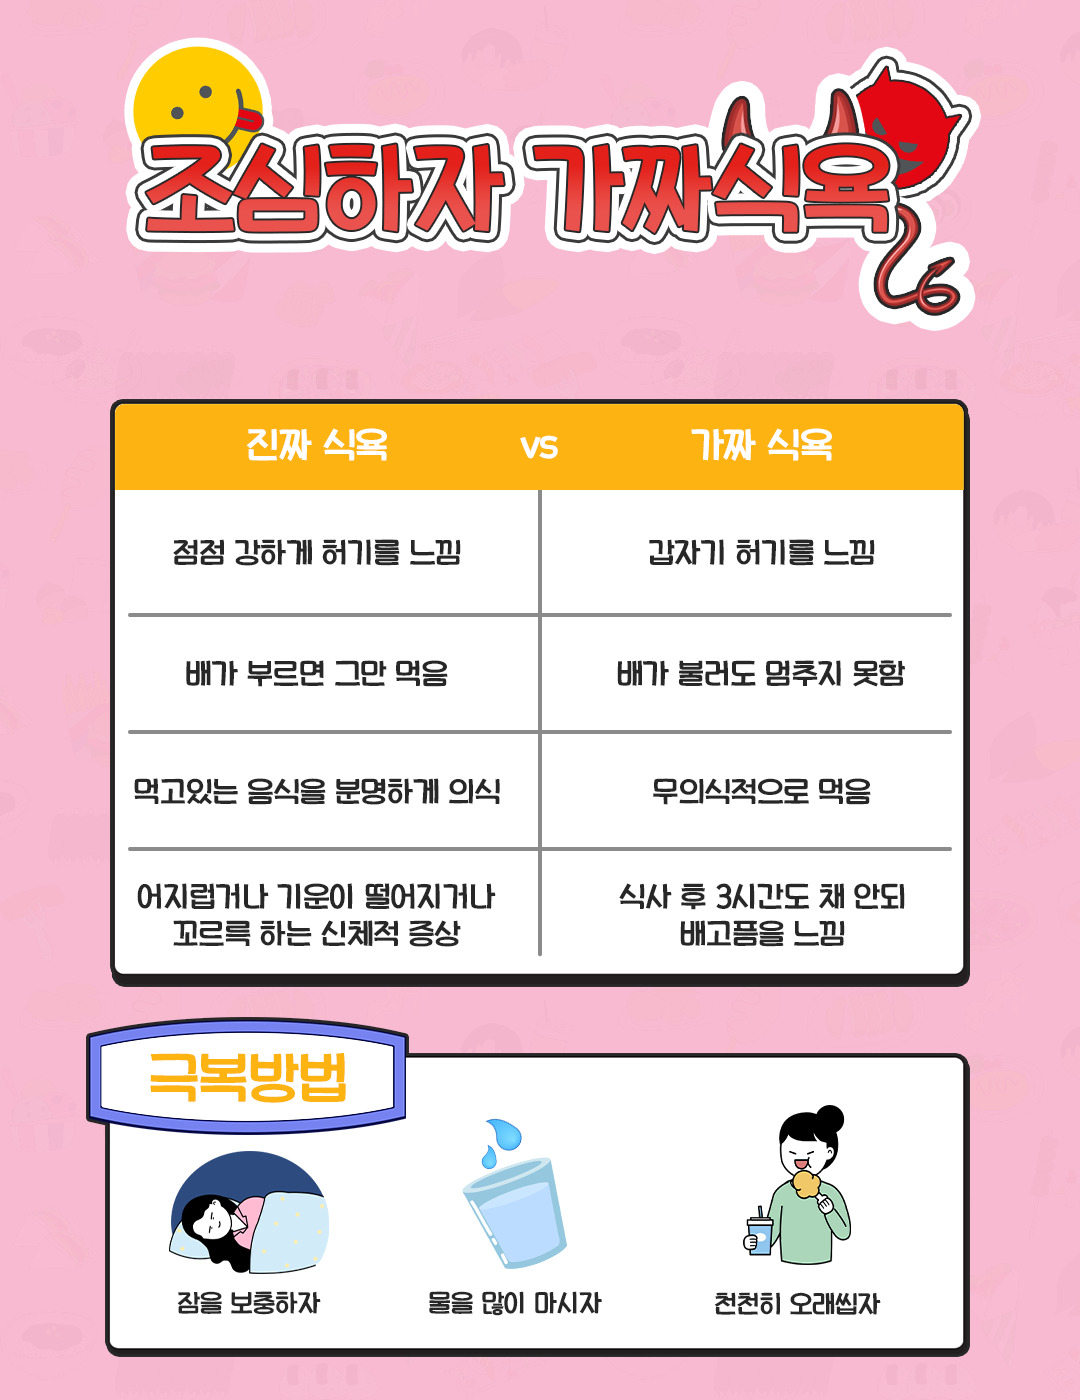 조심하자 가짜식욕
진짜 식욕 vs 가짜 식욕
점점 강하게 허기를 느낌
갑자기 허기를 느낌
배가 부르면 그만 먹음
배가 불러도 멈추지 못함
먹고있는 음식을 분명하게 의식
무의식적으로 먹음
어지럽거나 기운이 떨어지거나
꼬르륵 하는 신체적 증상
식사 후 3시간도 채 안되
배고픔을 느낌
극복방법
잠을 보충하자
물을 많이 마시자
천천히 오래씹자